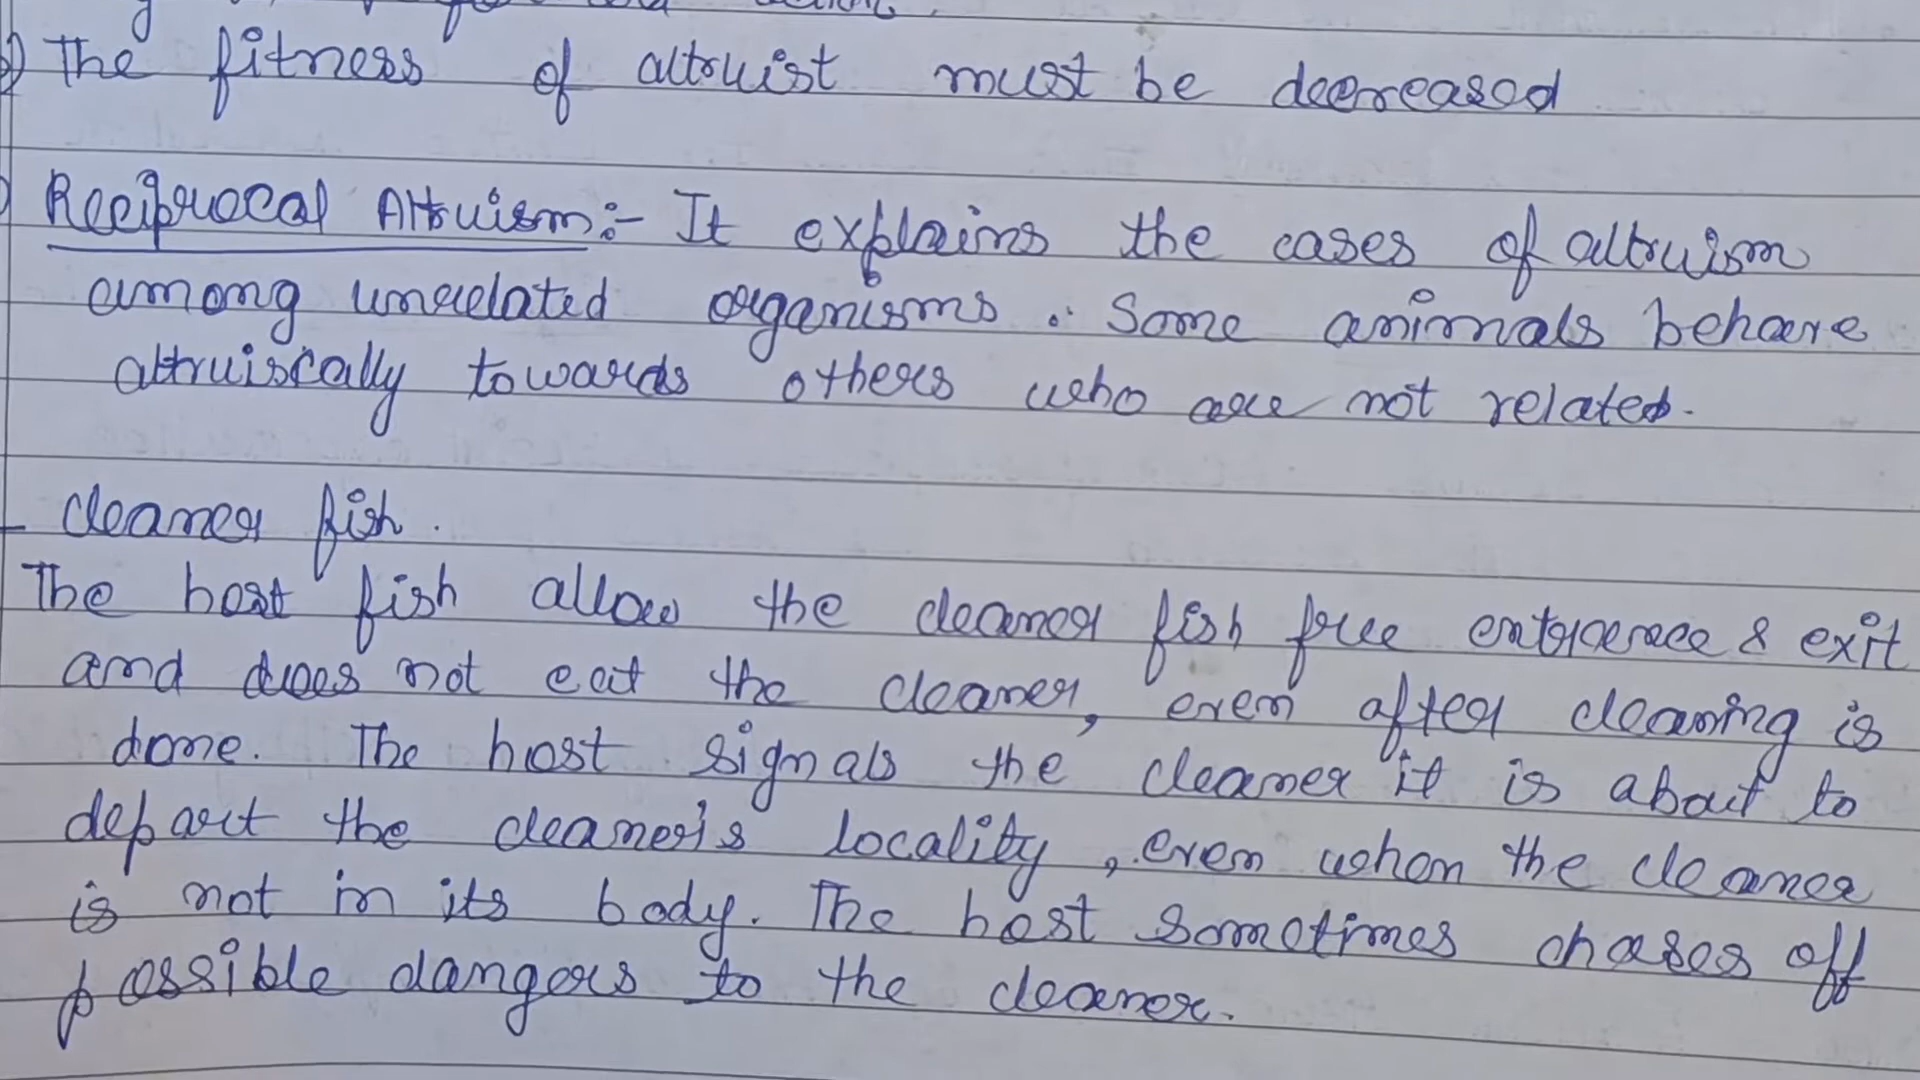 The fitness of altruist must be decreased
Reciprocal Altruism:- It explains the cases of altruism
among unrelated organisms. Some animals behave
altruiscally towards others who are not related.
- cleaner fish.
The host fish allow the cleaner fish free entrance & exit
and does not eat the cleaner, even after cleaning is
done. The host signals the cleaner it is about to
depart the cleaner's locality, even when the cleaner
is not in its body. The host sometimes chases off
possible dangers to the cleaner.